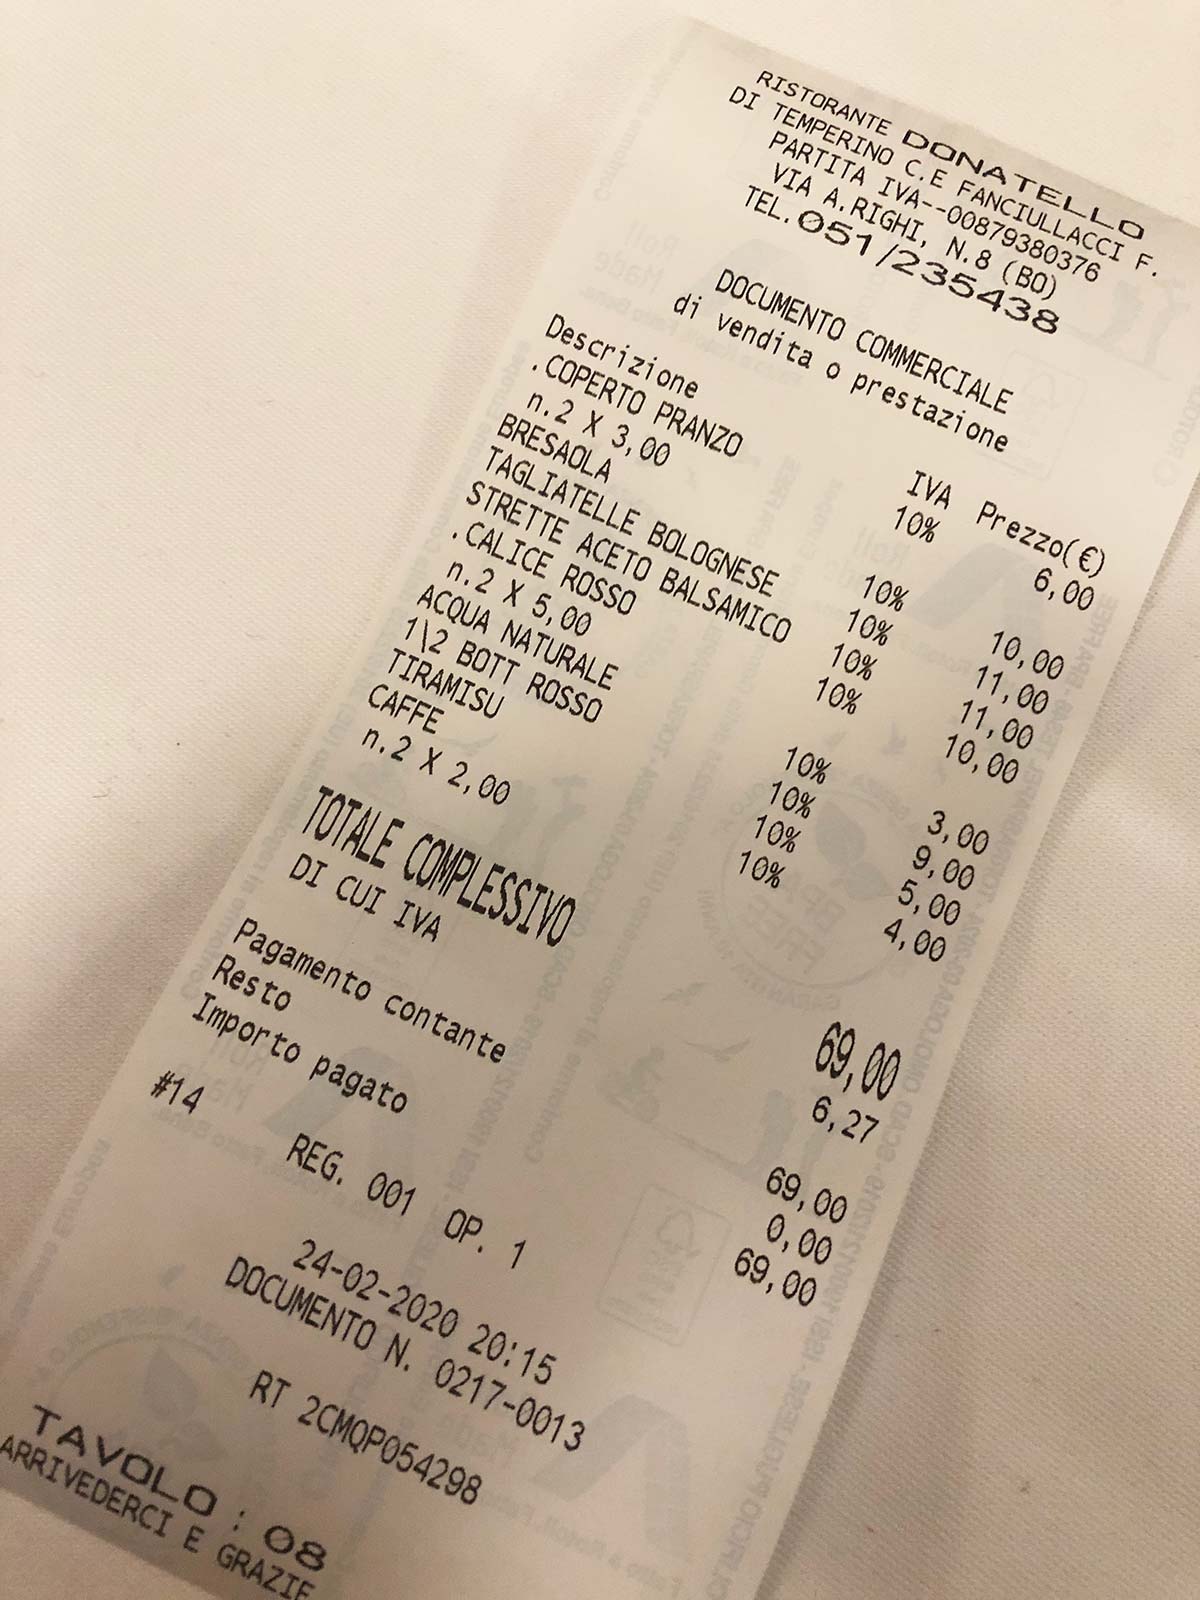 RISTORANTE DONATELLO
DI TEMPERINO C.E FANCIULLACCI F.
PARTITA IVA--00879380376
VIA A.RIGHI, N.8 (BO)
TEL.051/235438
DOCUMENTO COMMERCIALE
di vendita o prestazione
Descrizione IVA Prezzo(€)
.COPERTO PRANZO 10% 6,00
n.2 X 3,00
BRESAOLA 10% 10,00
TAGLIATELLE BOLOGNESE 10% 11,00
STRETTE ACETO BALSAMICO 10% 11,00
.CALICE ROSSO 10% 10,00
n.2 X 5,00
ACQUA NATURALE 10% 3,00
1\2 BOTT ROSSO 10% 9,00
TIRAMISU 10% 5,00
CAFFE 10% 4,00
n.2 X 2,00
TOTALE COMPLESSIVO 69,00
DI CUI IVA 6,27
Pagamento contante 69,00
Resto 0,00
Importo pagato 69,00
#14
REG. 001 OP. 1
24-02-2020 20:15
DOCUMENTO N. 0217-0013
RT 2CMQP054298
TAVOLO : 08
ARRIVEDERCI E GRAZIE